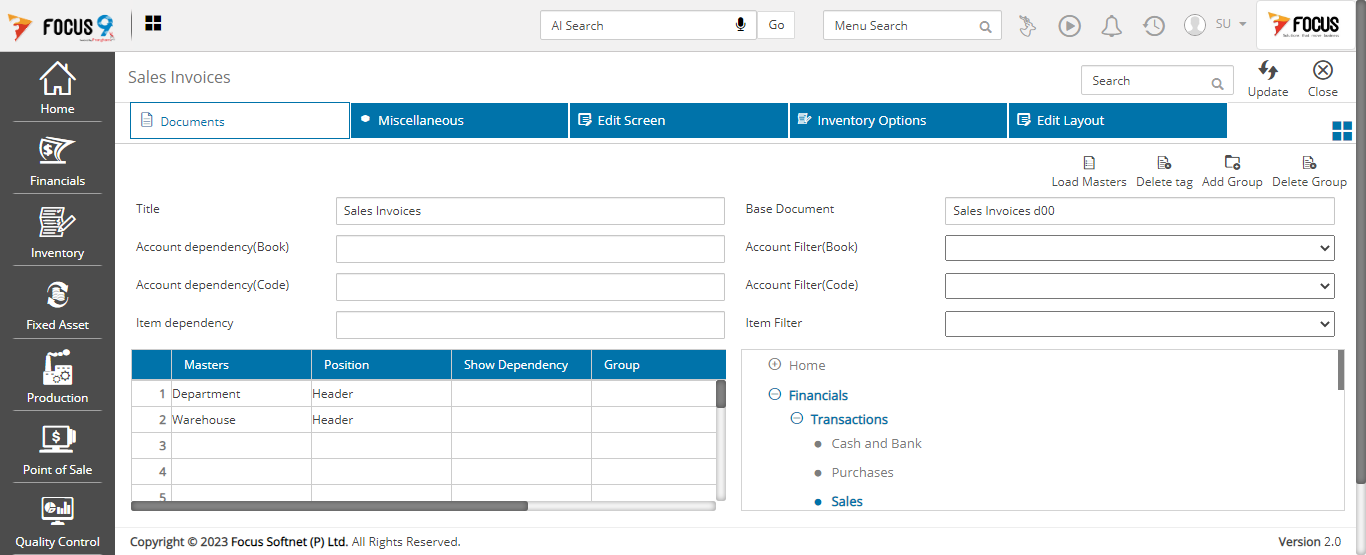 FOCUS 9
AI Search
Go
Menu Search
SU
FOCUS
Sales Invoices
Search
Update
Close
Home
Financials
Inventory
Fixed Asset
Production
Point of Sale
Quality Control
Documents
Miscellaneous
Edit Screen
Inventory Options
Edit Layout
Load Masters
Delete tag
Add Group
Delete Group
Title Sales Invoices Base Document Sales Invoices d00
Account dependency(Book) Account Filter(Book)
Account dependency(Code) Account Filter(Code)
Item dependency Item Filter
Masters Position Show Dependency Group
1 Department Header
2 Warehouse Header
3
4
5
Home
Financials
Transactions
Cash and Bank
Purchases
Sales
Copyright © 2023 Focus Softnet (P) Ltd. All Rights Reserved.
Version 2.0